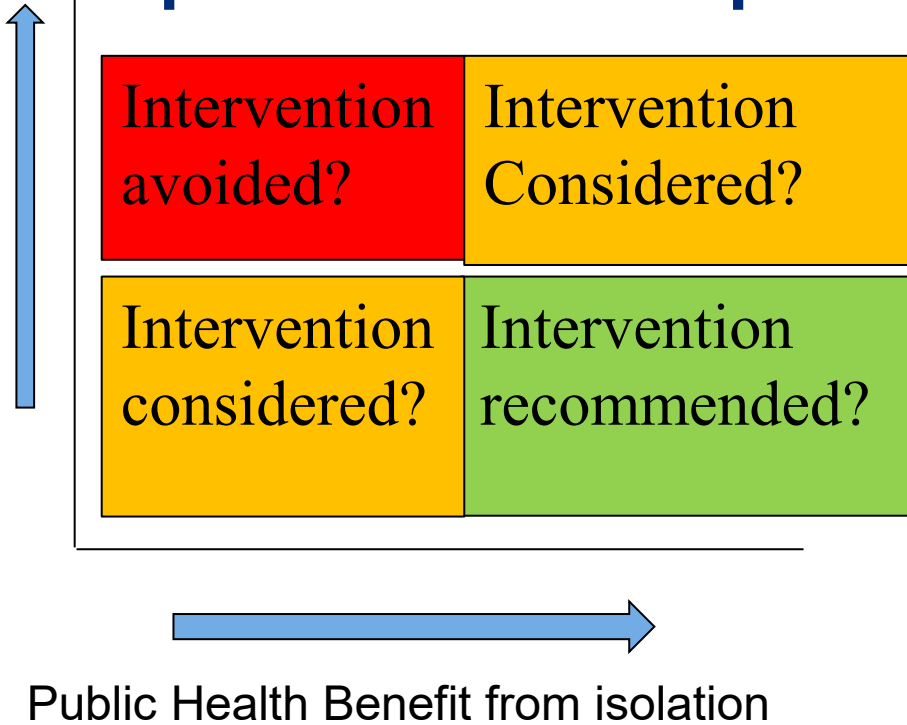 Intervention
avoided?
Intervention
Considered?
Intervention
considered?
Intervention
recommended?
Public Health Benefit from isolation